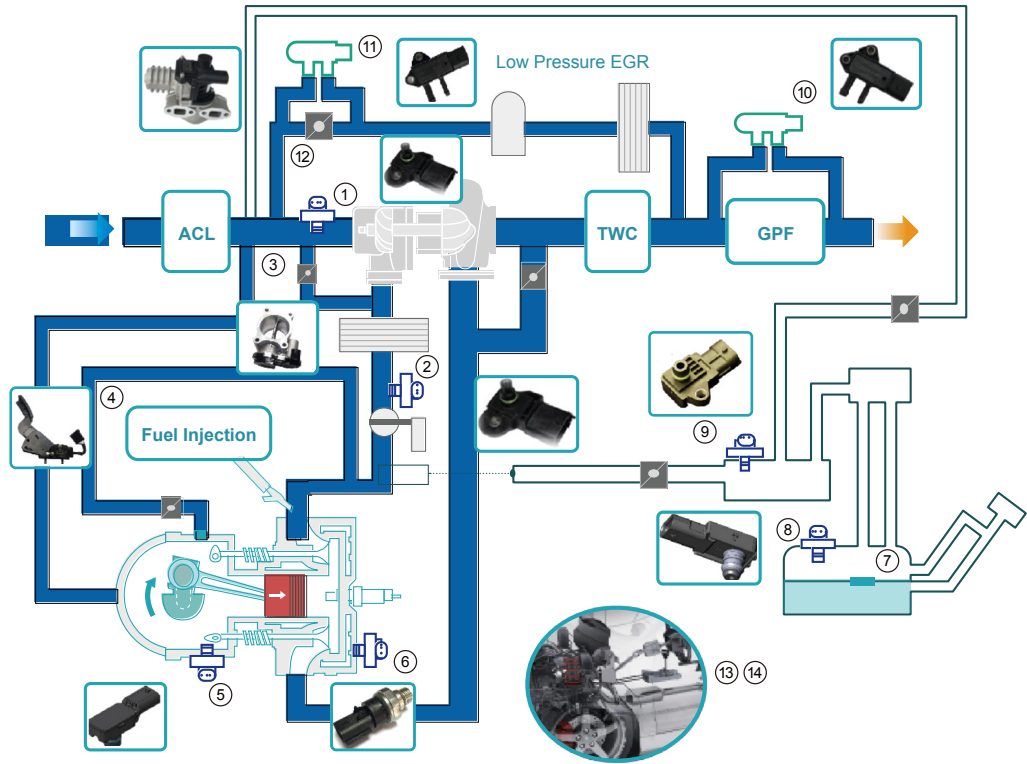 ⑪
Low Pressure EGR
⑩
⑫
①
ACL
TWC
GPF
③
②
④
Fuel Injection
⑨
⑧
⑦
⑥
⑤
⑬ ⑭